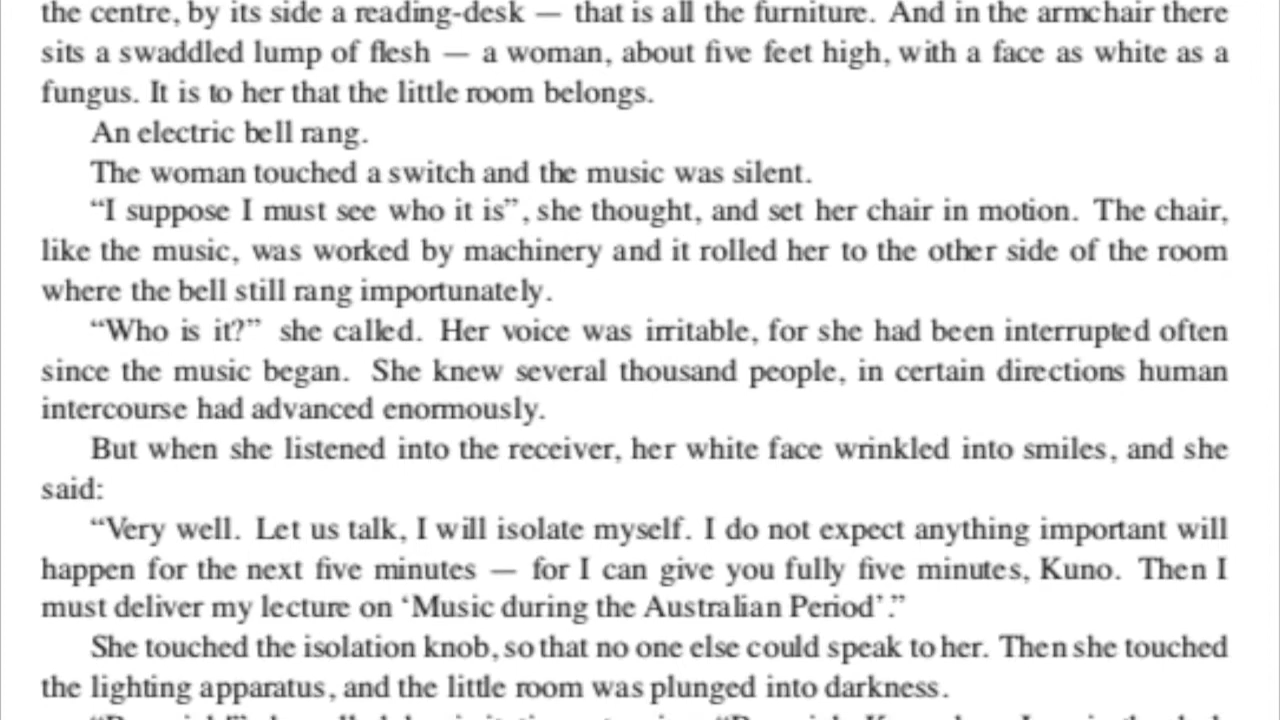 the centre, by its side a reading-desk — that is all the furniture. And in the armchair there
sits a swaddled lump of flesh — a woman, about five feet high, with a face as white as a
fungus. It is to her that the little room belongs.
An electric bell rang.
The woman touched a switch and the music was silent.
“I suppose I must see who it is”, she thought, and set her chair in motion. The chair,
like the music, was worked by machinery and it rolled her to the other side of the room
where the bell still rang importunately.
“Who is it?” she called. Her voice was irritable, for she had been interrupted often
since the music began. She knew several thousand people, in certain directions human
intercourse had advanced enormously.
But when she listened into the receiver, her white face wrinkled into smiles, and she
said:
“Very well. Let us talk, I will isolate myself. I do not expect anything important will
happen for the next five minutes — for I can give you fully five minutes, Kuno. Then I
must deliver my lecture on ‘Music during the Australian Period’.”
She touched the isolation knob, so that no one else could speak to her. Then she touched
the lighting apparatus, and the little room was plunged into darkness.